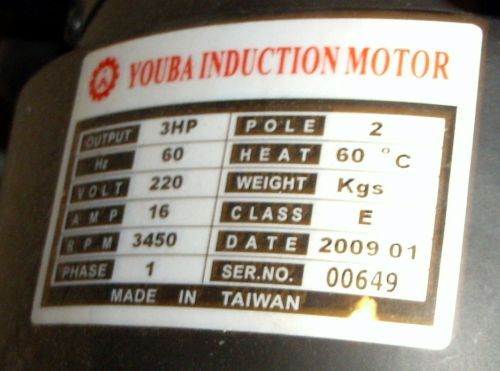 YOUBA INDUCTION MOTOR
OUTPUT 3HP POLE 2
Hz 60 HEAT 60 °C
VOLT 220 WEIGHT Kgs
AMP 16 CLASS E
RPM 3450 DATE 2009 01
PHASE 1 SER.NO. 00649
MADE IN TAIWAN